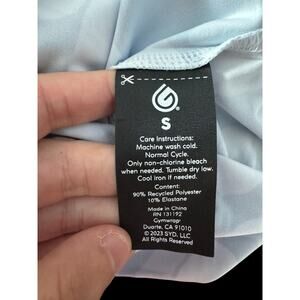 S
Care Instructions:
Machine wash cold.
Normal Cycle.
Only non-chlorine bleach
when needed. Tumble dry low.
Cool iron if needed.
Content:
90% Recycled Polyester
10% Elastane
Made in China
RN 131192
Gymwrap®
Duarte, CA 91010
© 2023 SYD, LLC
All Rights Reserved